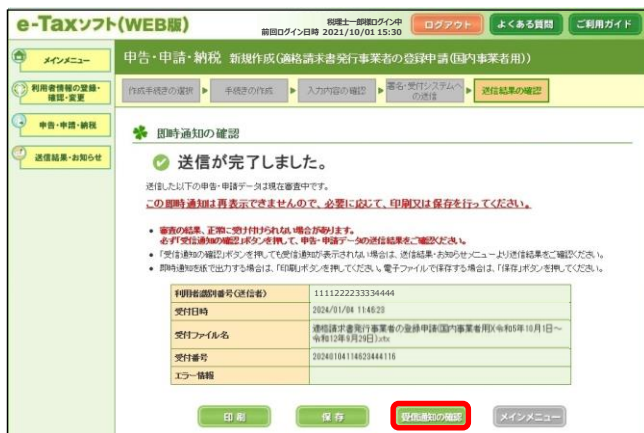 e-Taxソフト(WEB版)
税理士一郎様ログイン中
前回ログイン日時 2021/10/01 15:30
ログアウト
よくある質問
ご利用ガイド
メインメニュー
利用者情報の登録・
確認・変更
申告・申請・納税
送信結果・お知らせ
申告・申請・納税 新規作成(適格請求書発行事業者の登録申請(国内事業者用))
作成手続きの選択
手続きの作成
入力内容の確認
署名・受付システムへ
の送信
送信結果の確認
即時通知の確認
送信が完了しました。
送信した以下の申告・申請データは現在審査中です。
この即時通知は再表示できませんので、必要に応じて、印刷又は保存を行ってください。
• 審査の結果、正常に受け付けられない場合があります。
必ず「受信通知の確認」ボタンを押して、申告・申請データの送信結果をご確認ください。
• 「受信通知の確認」ボタンを押しても受信通知が表示されない場合は、送信結果・お知らせメニューより送信結果をご確認ください。
• 即時通知を紙で出力する場合は、「印刷」ボタンを押してください。電子ファイルで保存する場合は、「保存」ボタンを押してください。
利用者識別番号(送信者) 1111222233334444
受付日時 2024/01/04 11:46:23
受付ファイル名 適格請求書発行事業者の登録申請(国内事業者用)(令和5年10月1日～
令和12年9月29日).xtx
受付番号 20240104114623444116
エラー情報
印刷
保存
受信通知の確認
メインメニュー